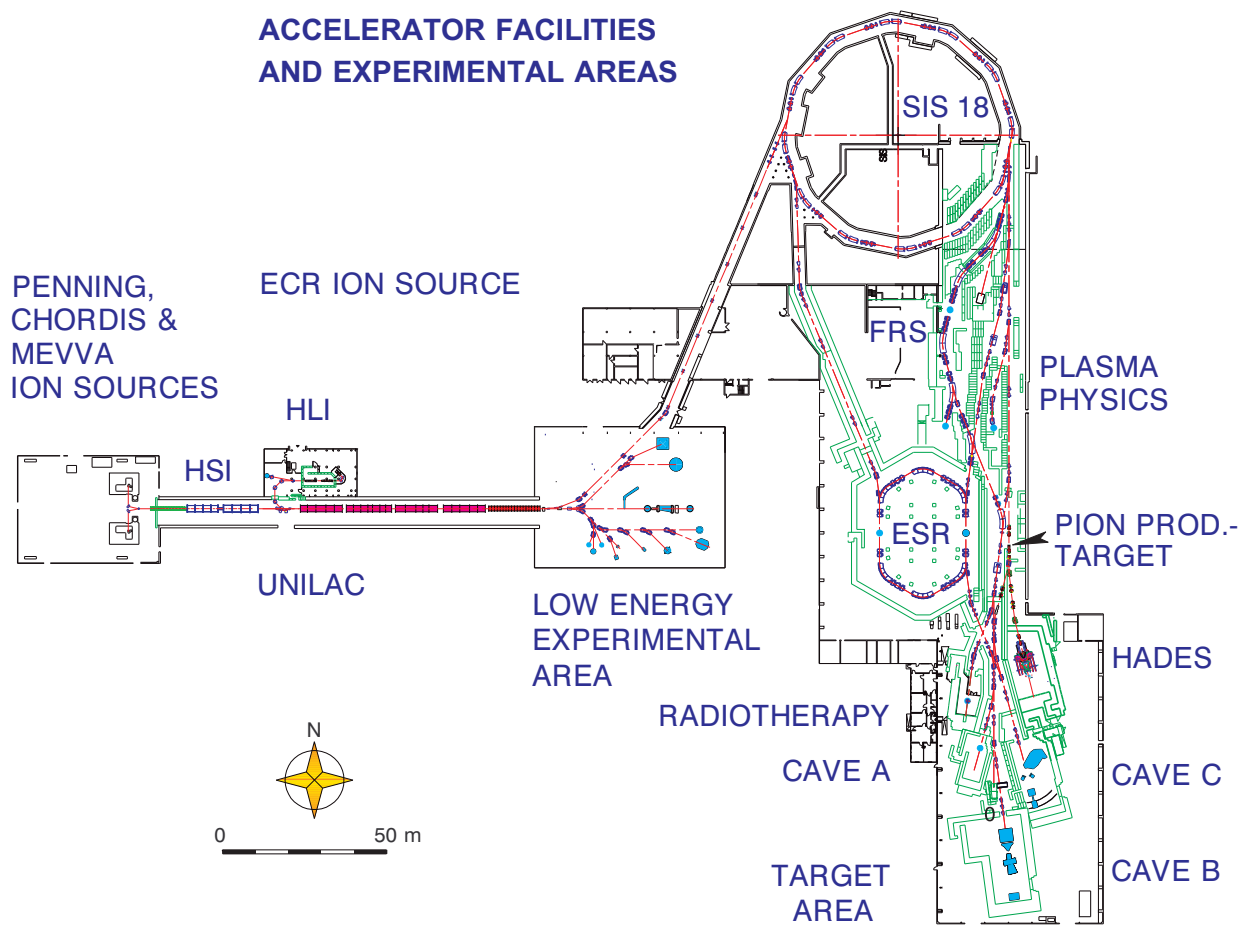 ACCELERATOR FACILITIES
AND EXPERIMENTAL AREAS
SIS 18
ECR ION SOURCE
PENNING,
CHORDIS &
MEVVA
ION SOURCES
FRS
PLASMA
PHYSICS
HLI
HSI
ESR
PION PROD.-
TARGET
UNILAC
LOW ENERGY
EXPERIMENTAL
AREA
HADES
RADIOTHERAPY
N
CAVE A
CAVE C
0 50 m
TARGET
AREA
CAVE B